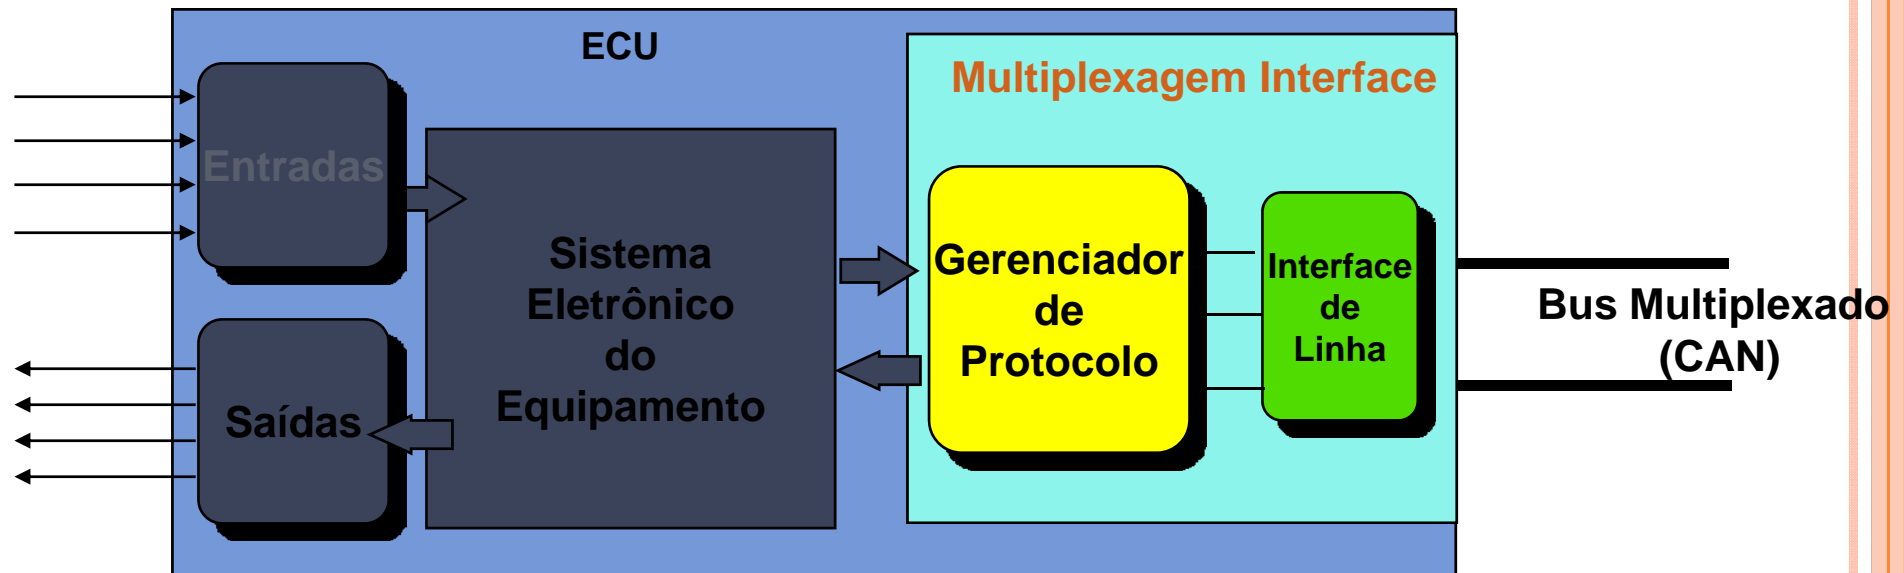 ECU
Multiplexagem Interface
Entradas
Sistema
Eletrônico
do
Equipamento
Saídas
Gerenciador
de
Protocolo
Interface
de
Linha
Bus Multiplexado
(CAN)